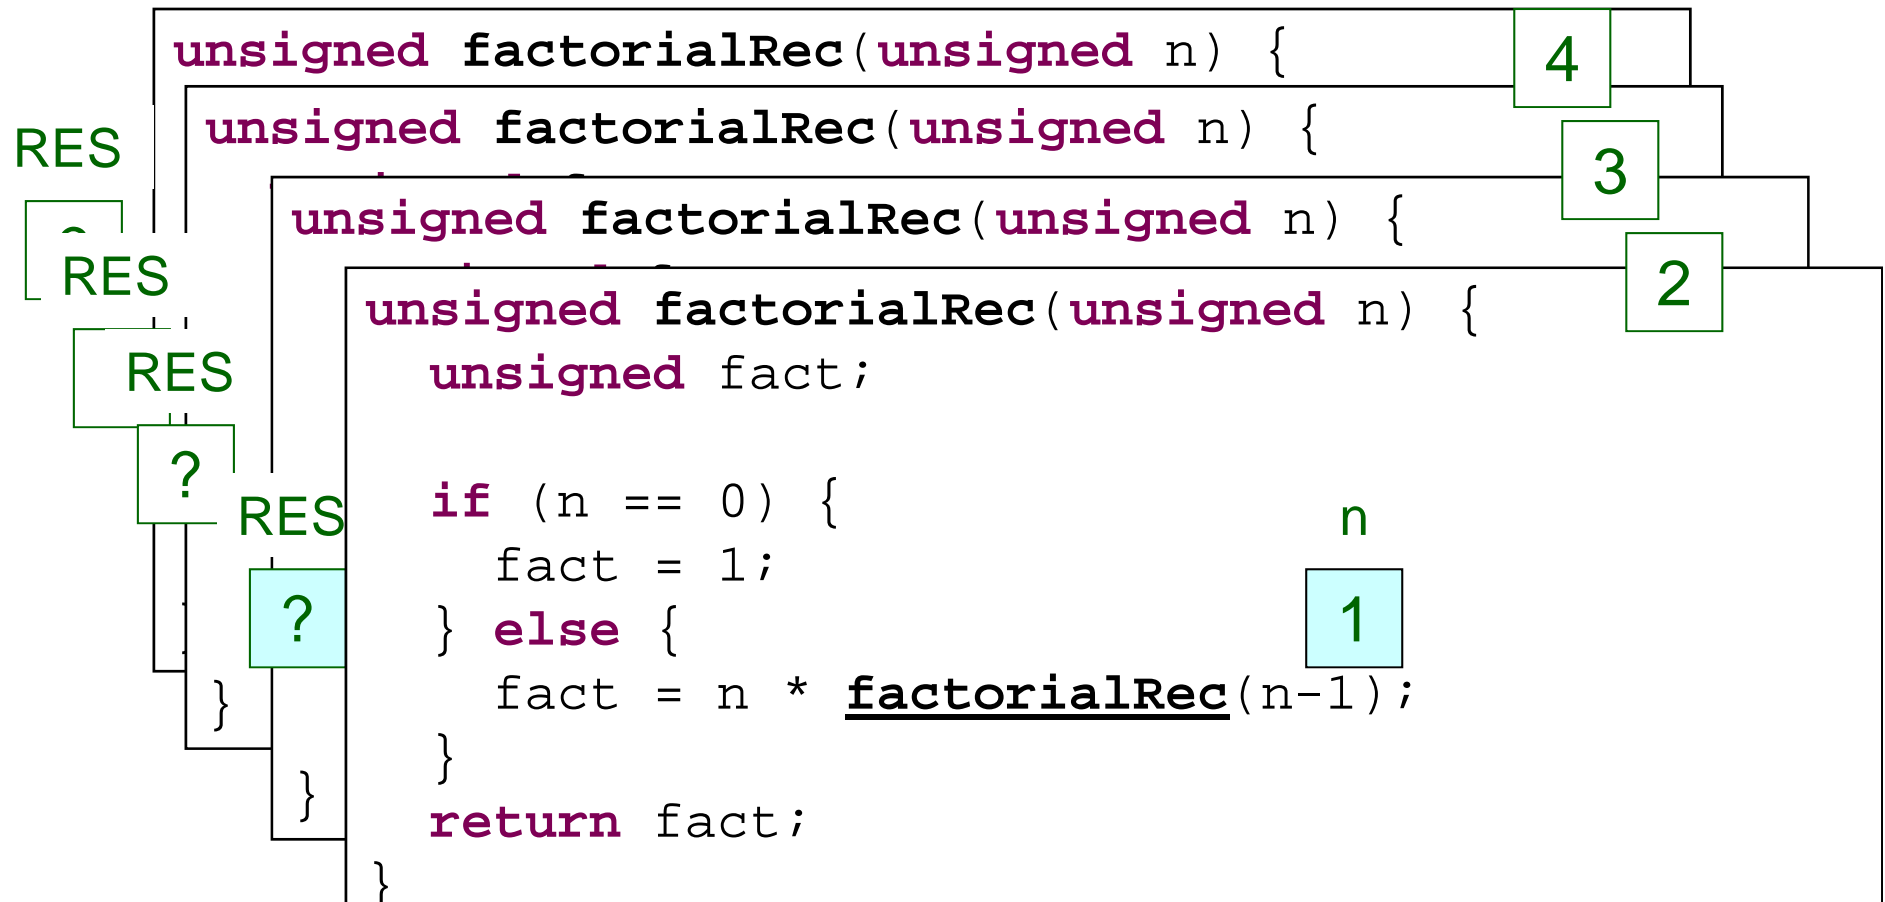 unsigned factorialRec(unsigned n) {
4
unsigned factorialRec(unsigned n) {
RES
3
unsigned factorialRec(unsigned n) {
RES
2
unsigned factorialRec(unsigned n) {
unsigned fact;
RES
?
if (n == 0) {
RES
n
fact = 1;
?
} else {
1
fact = n * factorialRec(n-1);
}
}
}
return fact;
}